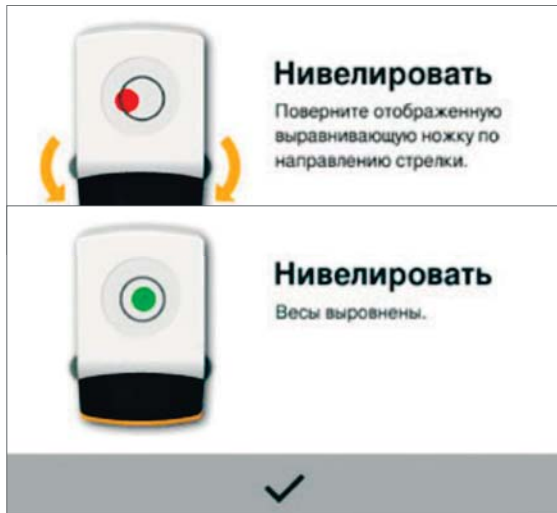 Нивелировать
Поверните отображенную
выравнивающую ножку по
направлению стрелки.
Нивелировать
Весы выровнены.